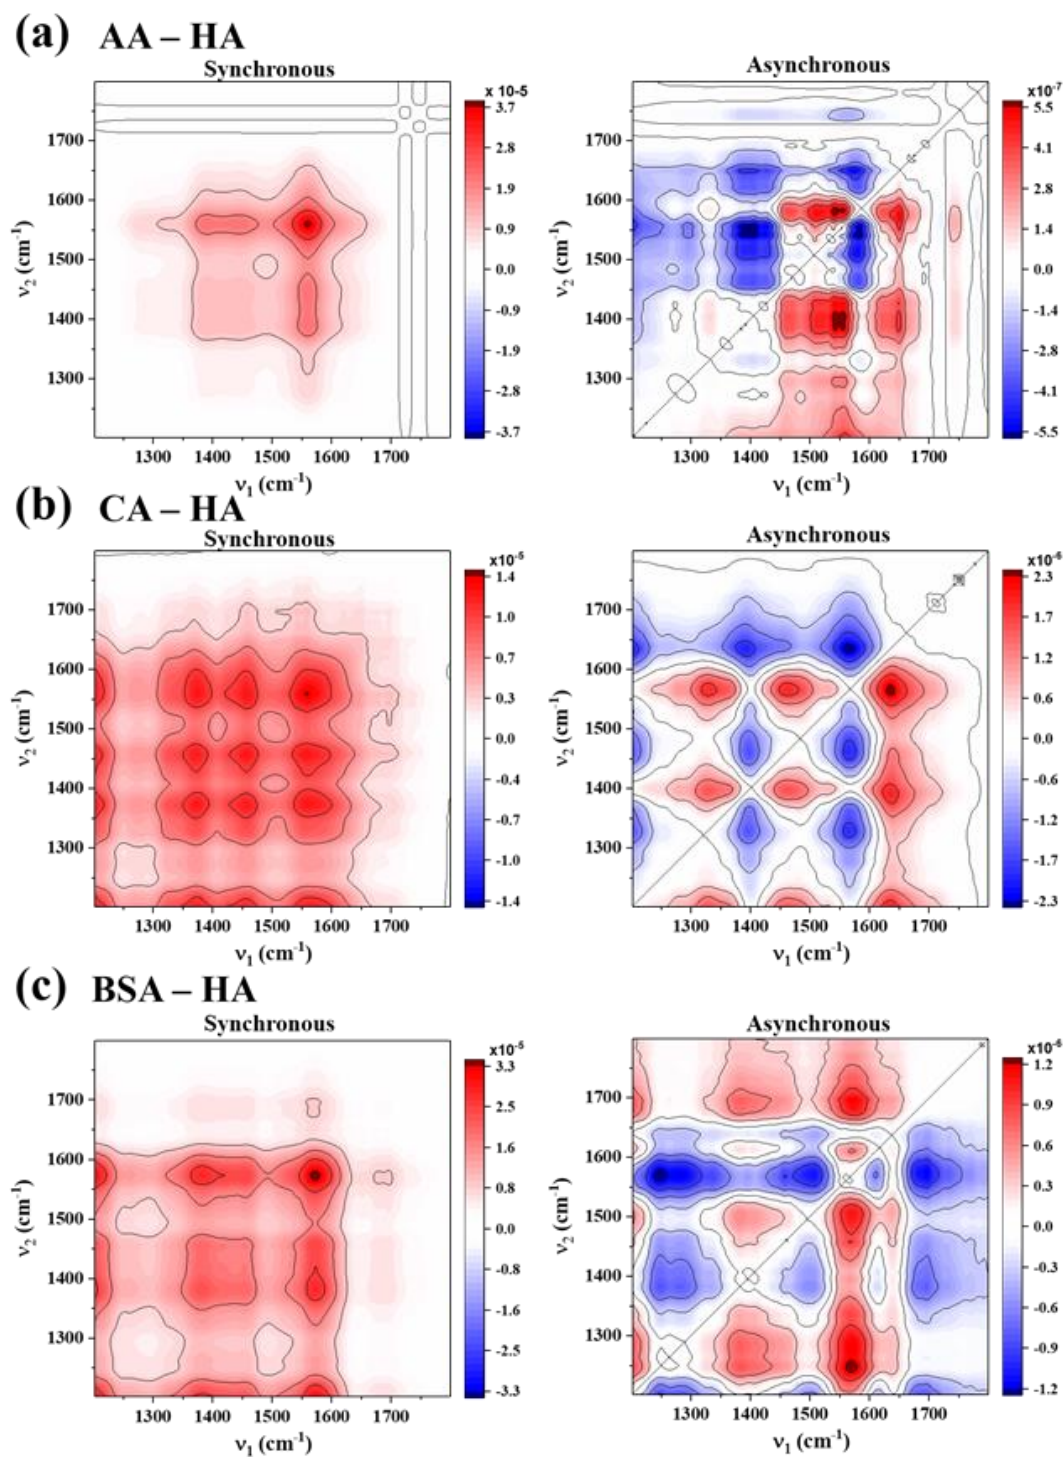 (a) AA – HA
Synchronous
Asynchronous
x 10-5
x10⁻⁷
3.7
2.8
1.9
0.9
0.0
-0.9
-1.9
-2.8
-3.7
5.5
4.1
2.8
1.4
0.0
-1.4
-2.8
-4.1
-5.5
1700
1600
1500
1400
1300
ν₂ (cm⁻¹)
1300 1400 1500 1600 1700
ν₁ (cm⁻¹)
1700
1600
1500
1400
1300
ν₂ (cm⁻¹)
1300 1400 1500 1600 1700
ν₁ (cm⁻¹)
(b) CA – HA
Synchronous
Asynchronous
x10⁻⁵
x10⁻⁶
1.4
1.0
0.7
0.3
0.0
-0.4
-0.7
-1.0
-1.4
2.3
1.7
1.2
0.6
0.0
-0.6
-1.2
-1.7
-2.3
1700
1600
1500
1400
1300
ν₂ (cm⁻¹)
1300 1400 1500 1600 1700
ν₁ (cm⁻¹)
1700
1600
1500
1400
1300
ν₂ (cm⁻¹)
1300 1400 1500 1600 1700
ν₁ (cm⁻¹)
(c) BSA – HA
Synchronous
Asynchronous
x10⁻⁵
x10⁻⁶
3.3
2.5
1.6
0.8
0.0
-0.8
-1.6
-2.5
-3.3
1.2
0.9
0.6
0.3
0.0
-0.3
-0.6
-0.9
-1.2
1700
1600
1500
1400
1300
ν₂ (cm⁻¹)
1300 1400 1500 1600 1700
ν₁ (cm⁻¹)
1700
1600
1500
1400
1300
ν₂ (cm⁻¹)
1300 1400 1500 1600 1700
ν₁ (cm⁻¹)